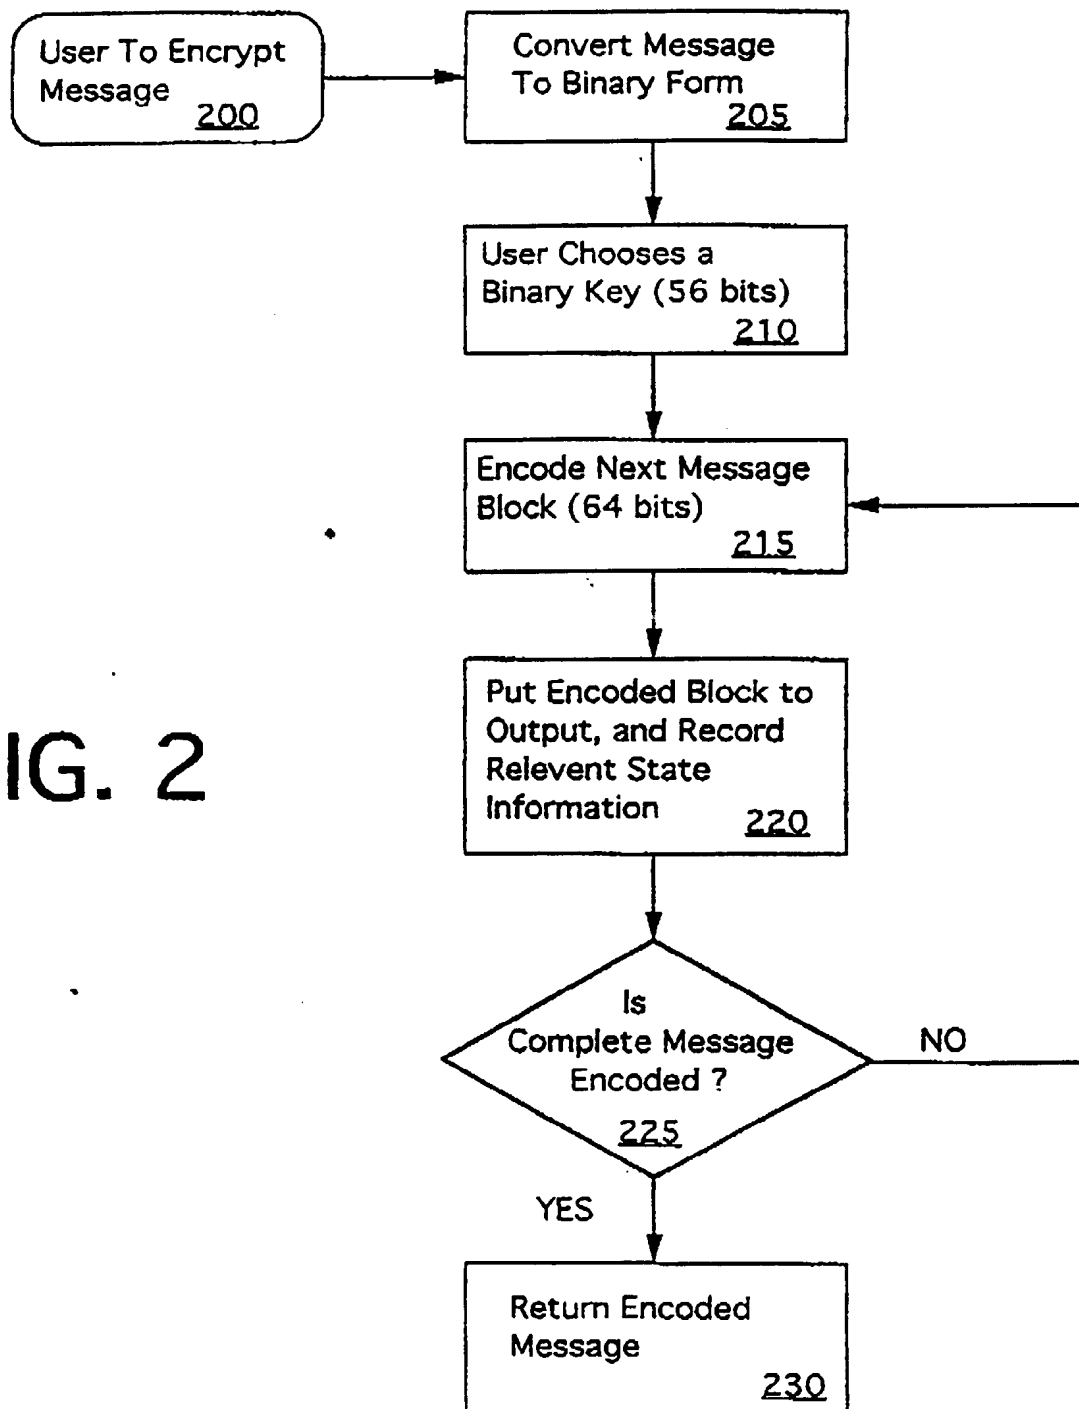 User To Encrypt
Message
200
Convert Message
To Binary Form
205
User Chooses a
Binary Key (56 bits)
210
Encode Next Message
Block (64 bits)
215
Put Encoded Block to
Output, and Record
Relevent State
Information
220
IG. 2
Is
Complete Message
Encoded ?
225
NO
YES
Return Encoded
Message
230